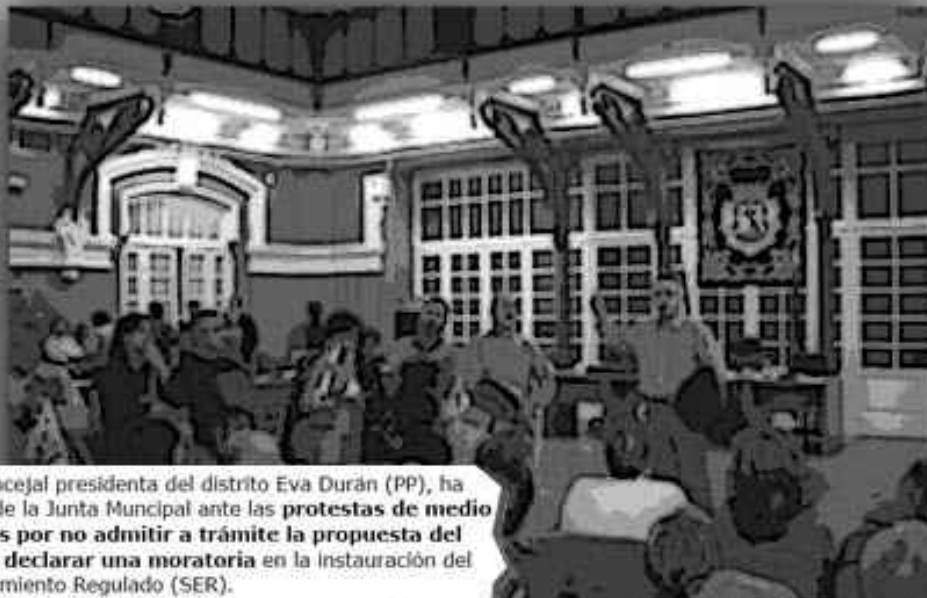 cejal presidenta del distrito Eva Durán (PP), ha
de la Junta Muncipal ante las protestas de medio
s por no admitir a trámite la propuesta del
declarar una moratoria en la instauración del
miento Regulado (SER).